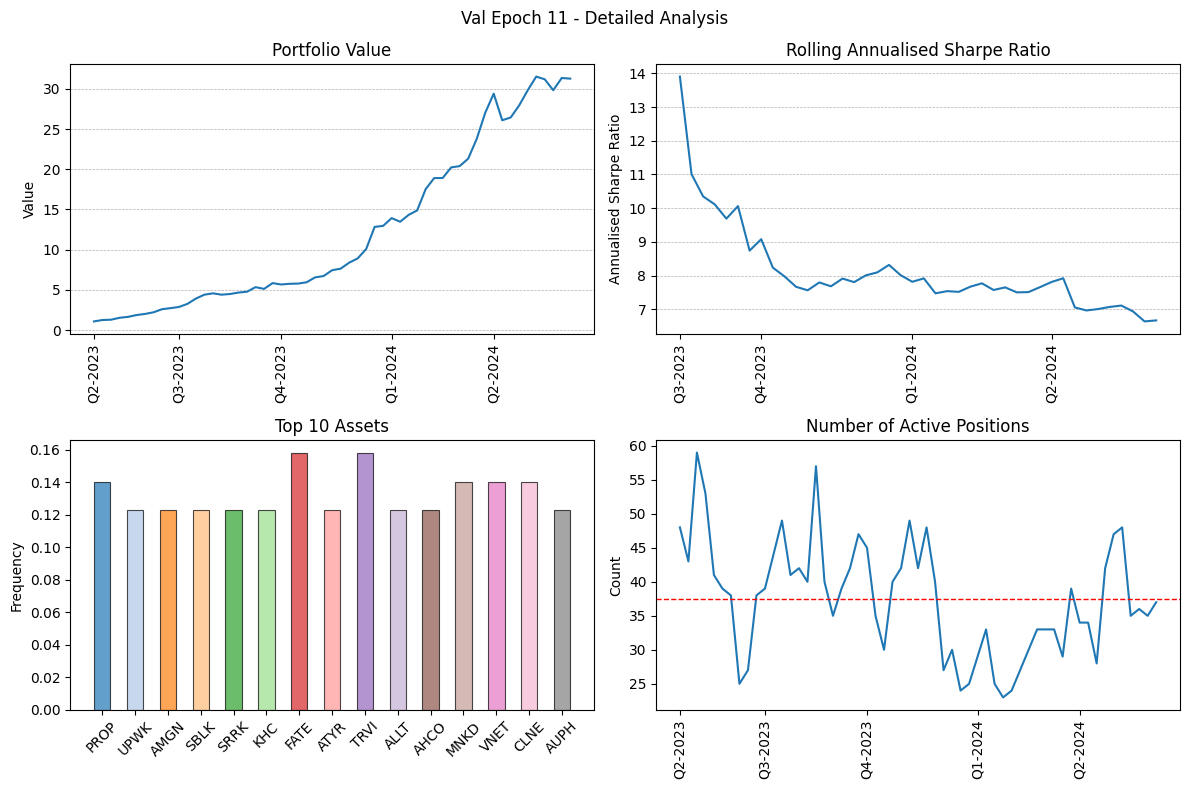 Val Epoch 11 - Detailed Analysis
Portfolio Value
Value
30
25
20
15
10
5
0
Q2-2023
Q3-2023
Q4-2023
Q1-2024
Q2-2024
Rolling Annualised Sharpe Ratio
Annualised Sharpe Ratio
14
13
12
11
10
9
8
7
Q3-2023
Q4-2023
Q1-2024
Q2-2024
Top 10 Assets
Frequency
0.16
0.14
0.12
0.10
0.08
0.06
0.04
0.02
0.00
PROP
UPWK
AMGN
SBLK
SRRK
KHC
FATE
ATYR
TRVI
ALLT
AHCO
MNKD
VNET
CLNE
AUPH
Number of Active Positions
Count
60
55
50
45
40
35
30
25
Q2-2023
Q3-2023
Q4-2023
Q1-2024
Q2-2024